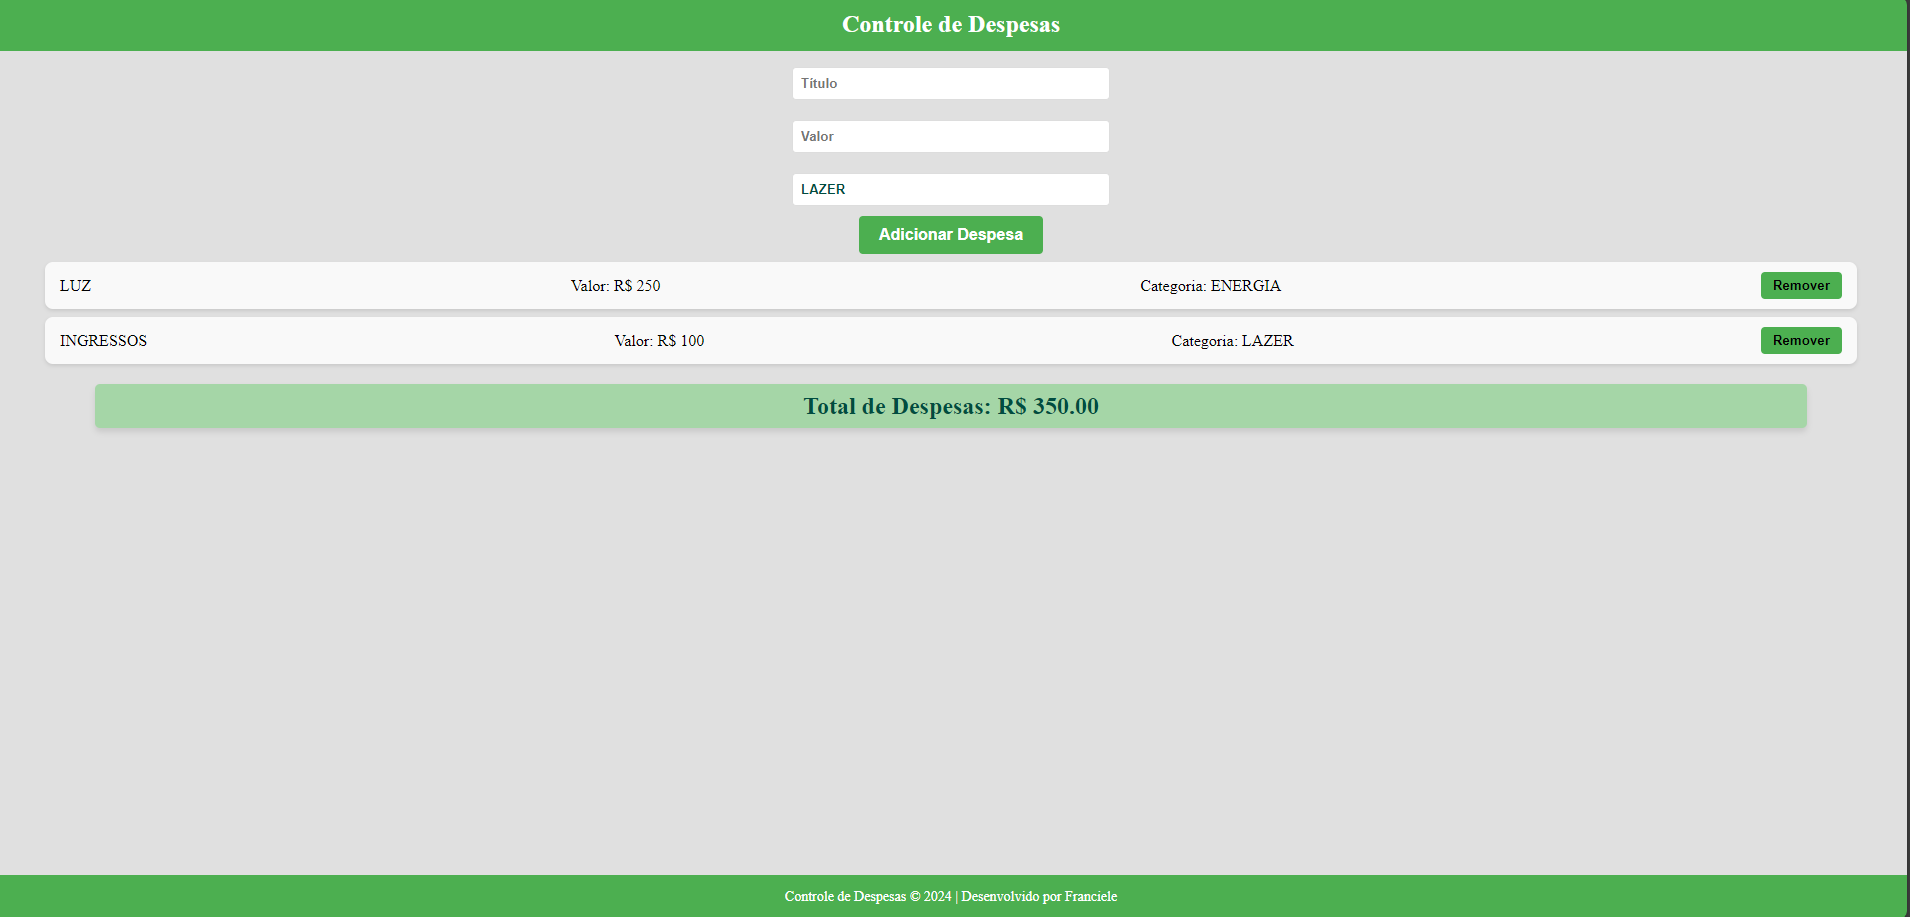 Controle de Despesas
Título
Valor
LAZER
Adicionar Despesa
LUZ Valor: R$ 250 Categoria: ENERGIA Remover
INGRESSOS Valor: R$ 100 Categoria: LAZER Remover
Total de Despesas: R$ 350.00
Controle de Despesas © 2024 | Desenvolvido por Franciele